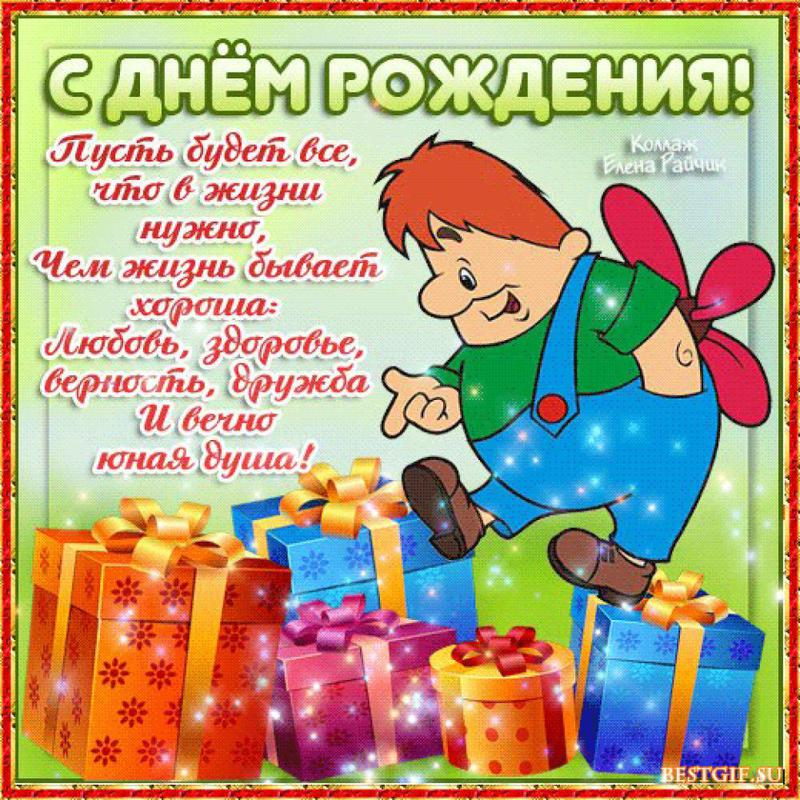 С ДНЁМ РОЖДЕНИЯ!
Пусть будет все,
что в жизни
нужно,
Чем жизнь бывает
хороша:
Любовь, здоровье,
верность, дружба
И вечно
юная душа!
Коллаж
Елена Райчик
BESTGIF.SU